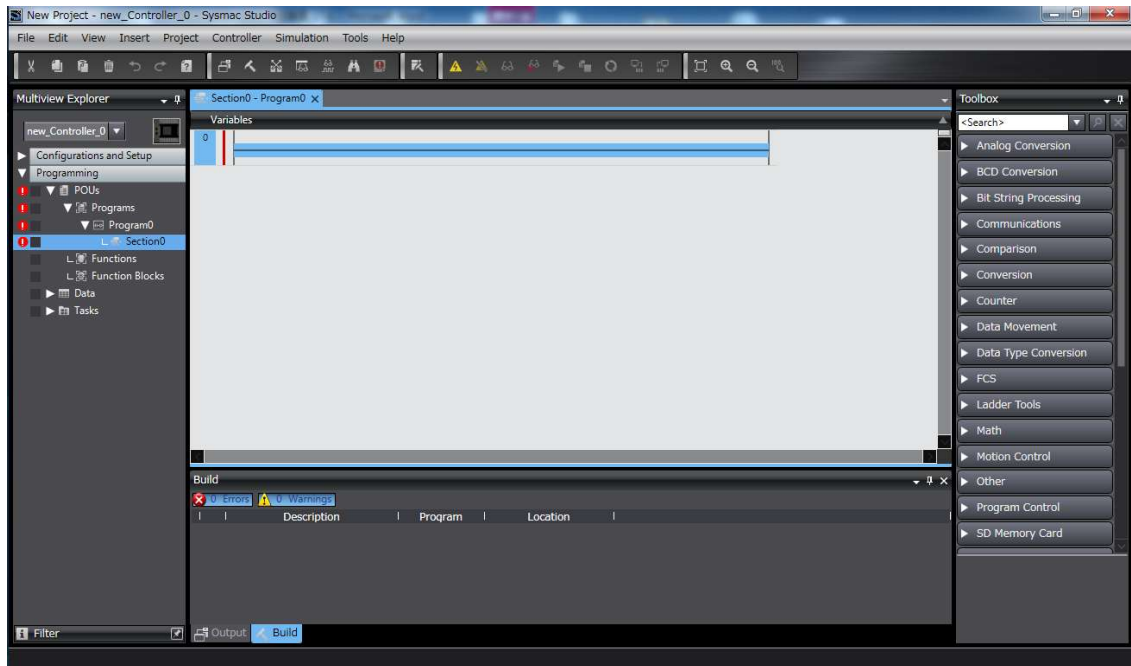 New Project - new_Controller_0 - Sysmac Studio
File Edit View Insert Project Controller Simulation Tools Help
Multiview Explorer
new_Controller_0
Configurations and Setup
Programming
POUs
Programs
Program0
Section0
Functions
Function Blocks
Data
Tasks
Filter
Section0 - Program0
Variables
0
Build
0 Errors 0 Warnings
Description Program Location
Output Build
Toolbox
<Search>
Analog Conversion
BCD Conversion
Bit String Processing
Communications
Comparison
Conversion
Counter
Data Movement
Data Type Conversion
FCS
Ladder Tools
Math
Motion Control
Other
Program Control
SD Memory Card